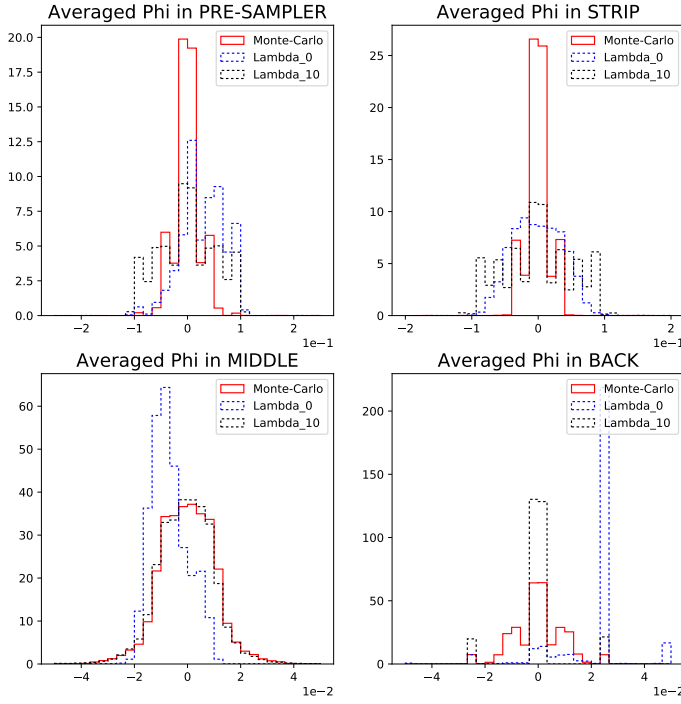 Averaged Phi in PRE-SAMPLER
20.0
17.5
15.0
12.5
10.0
7.5
5.0
2.5
0.0
Monte-Carlo
Lambda_0
Lambda_10
−2 −1 0 1 2
1e−1
Averaged Phi in STRIP
25
20
15
10
5
0
Monte-Carlo
Lambda_0
Lambda_10
−2 −1 0 1 2
1e−1
Averaged Phi in MIDDLE
60
50
40
30
20
10
0
Monte-Carlo
Lambda_0
Lambda_10
−4 −2 0 2 4
1e−2
Averaged Phi in BACK
200
150
100
50
0
Monte-Carlo
Lambda_0
Lambda_10
−4 −2 0 2 4
1e−2